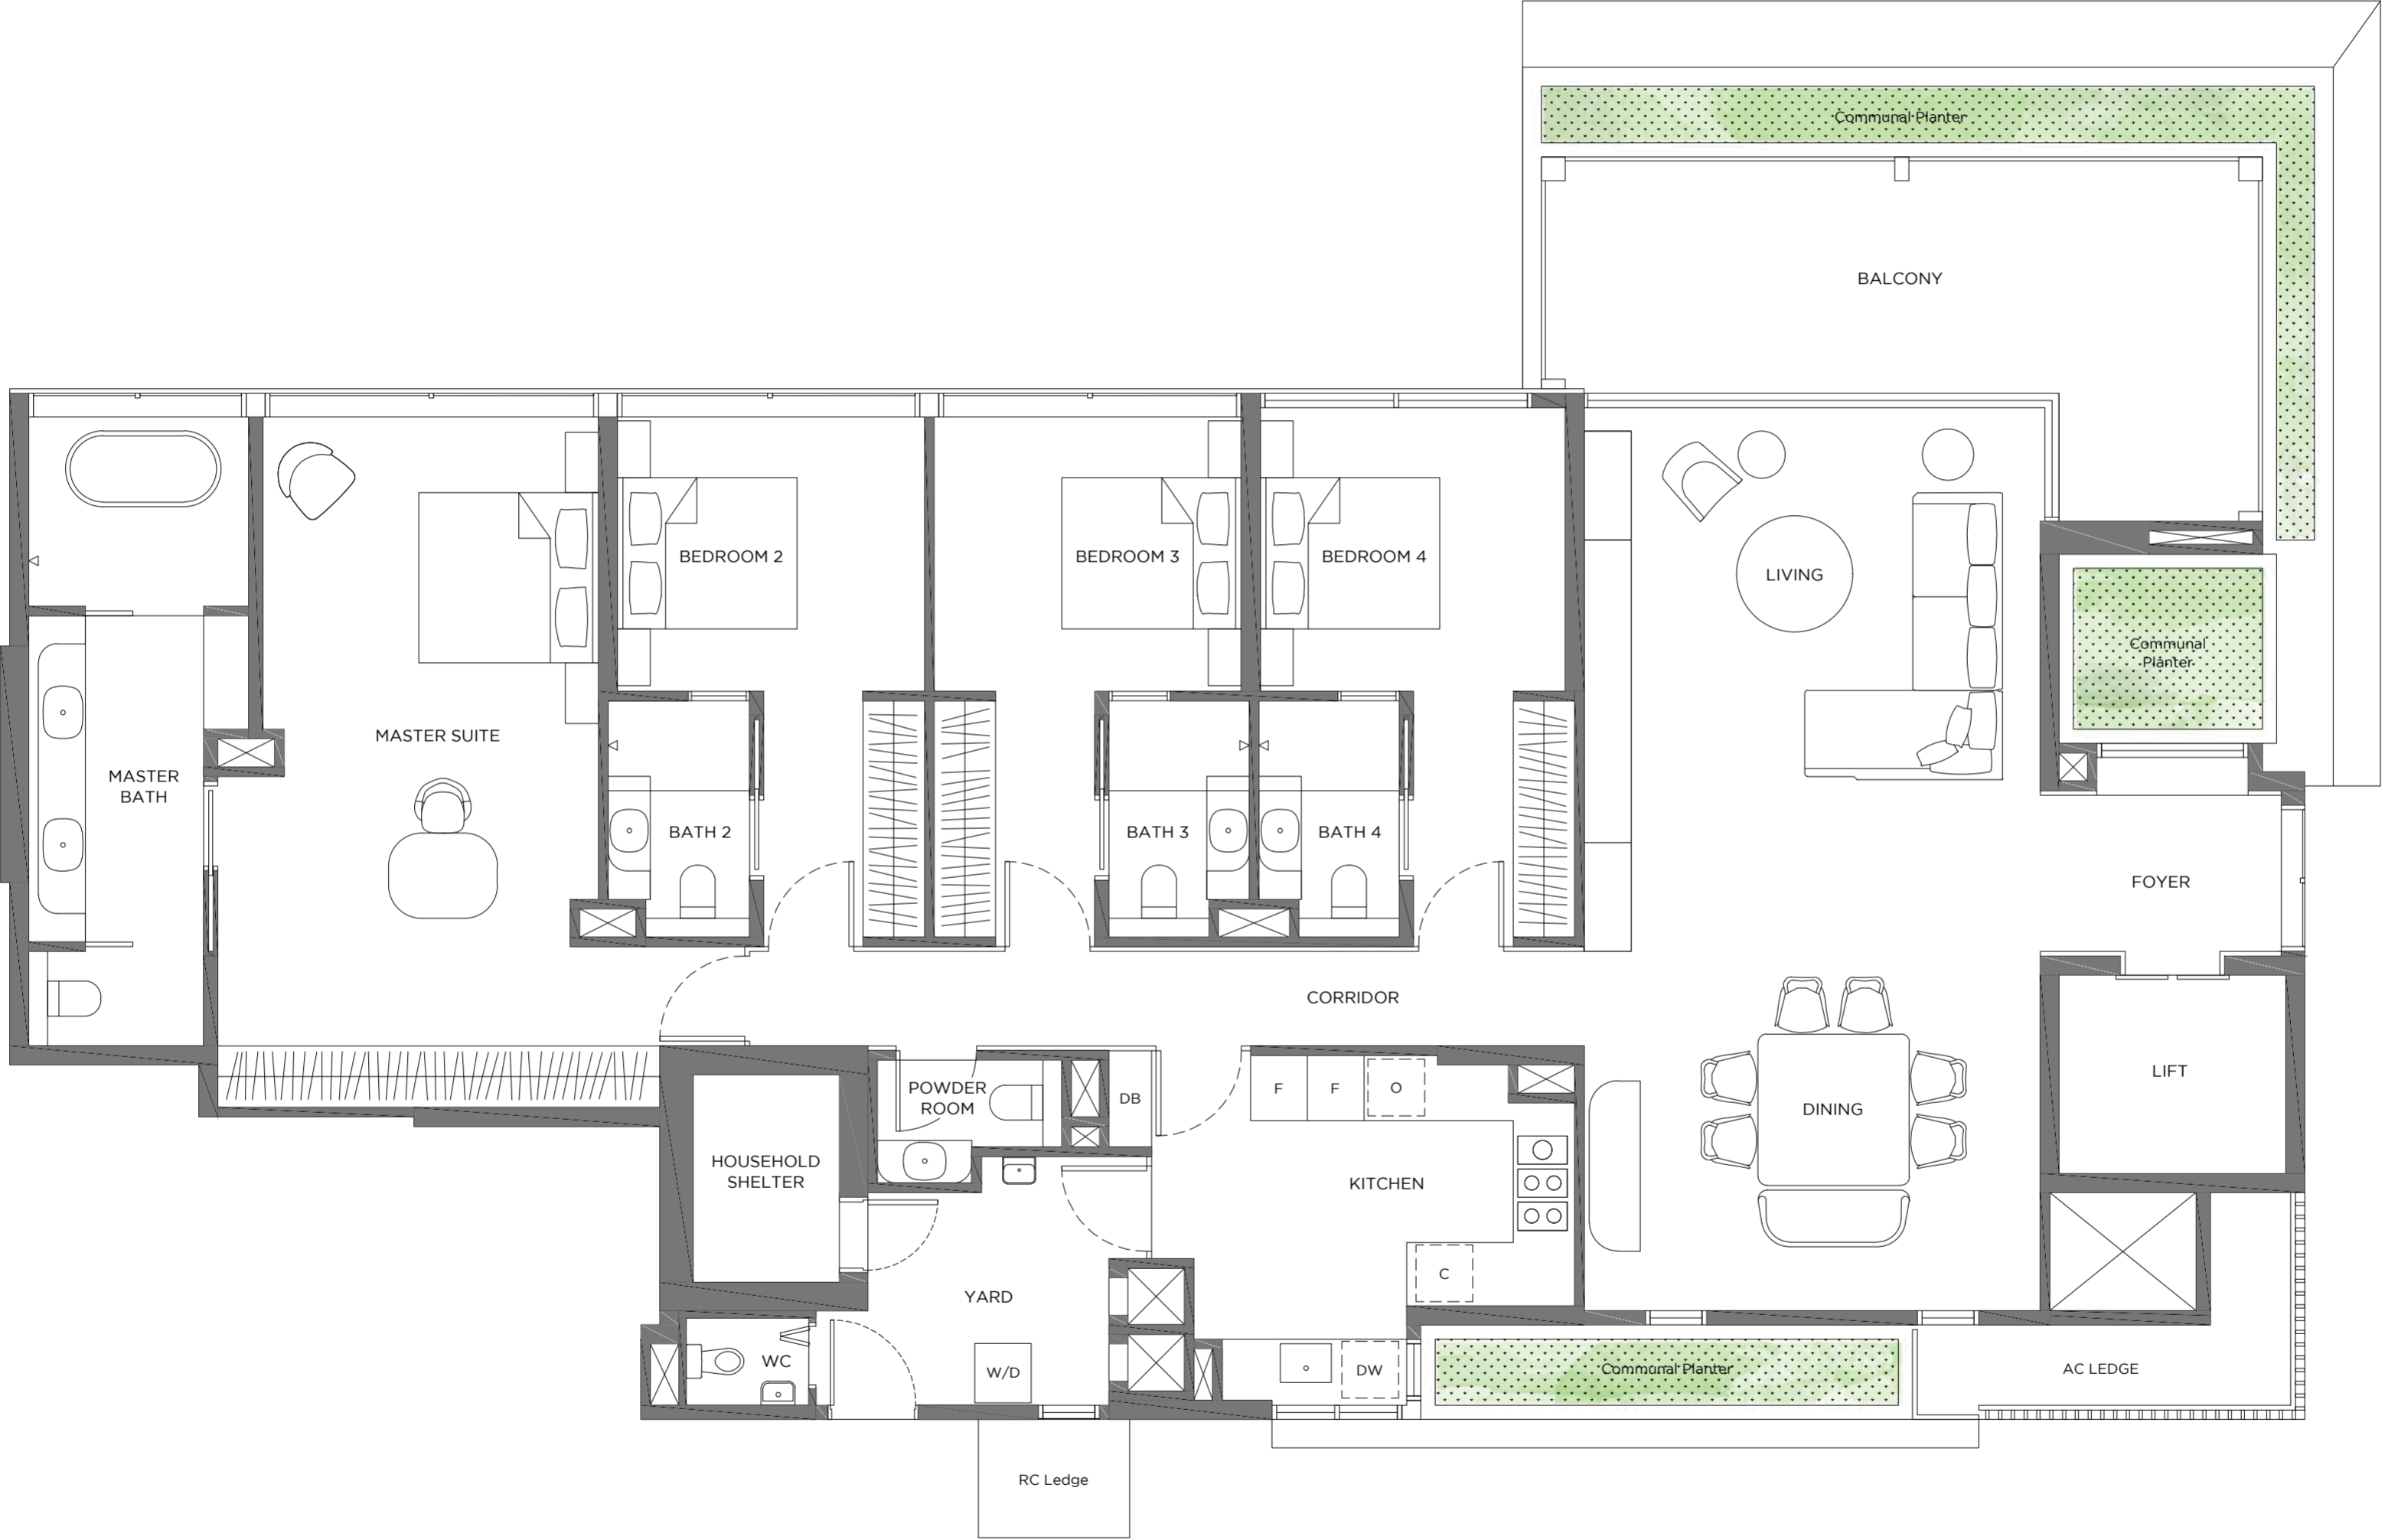 Communal Planter
BALCONY
BEDROOM 2
BEDROOM 3
BEDROOM 4
LIVING
Communal
Planter
MASTER SUITE
MASTER
BATH
BATH 2
BATH 3
BATH 4
FOYER
CORRIDOR
POWDER
ROOM
DB
F
F
O
DINING
LIFT
HOUSEHOLD
SHELTER
KITCHEN
C
YARD
WC
W/D
DW
Communal Planter
AC LEDGE
RC Ledge